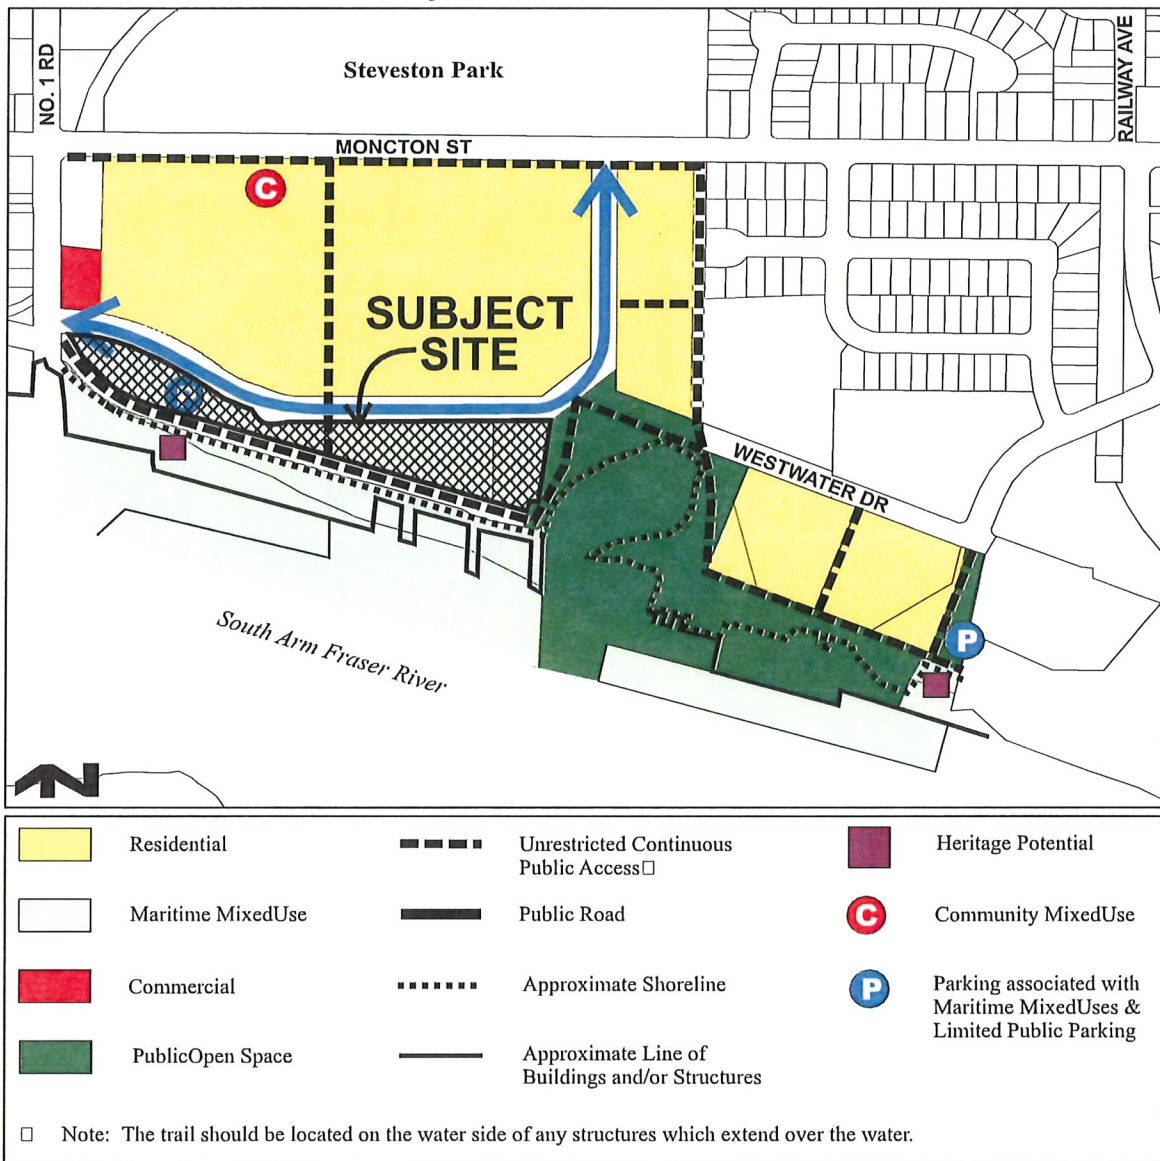 NO. 1 RD
Steveston Park
RAILWAY AVE
MONCTON ST
C
SUBJECT
SITE
P
WESTWATER DR
South Arm Fraser River
P
N
Residential
Unrestricted Continuous
Public Access□
Heritage Potential
Maritime MixedUse
Public Road
C
Community MixedUse
Commercial
Approximate Shoreline
P
Parking associated with
Maritime MixedUses &
Limited Public Parking
PublicOpen Space
Approximate Line of
Buildings and/or Structures
□ Note: The trail should be located on the water side of any structures which extend over the water.